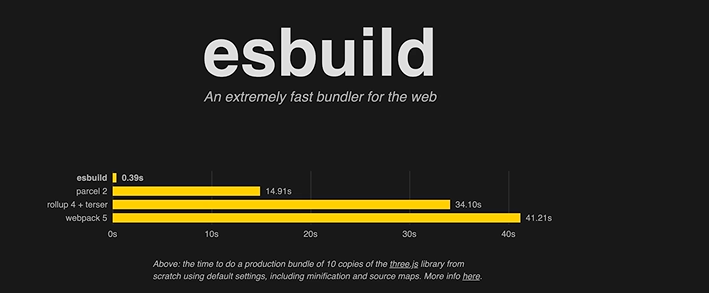 esbuild
An extremely fast bundler for the web
esbuild 0.39s
parcel 2 14.91s
rollup 4 + terser 34.10s
webpack 5 41.21s
0s 10s 20s 30s 40s
Above: the time to do a production bundle of 10 copies of the three.js library from
scratch using default settings, including minification and source maps. More info here.